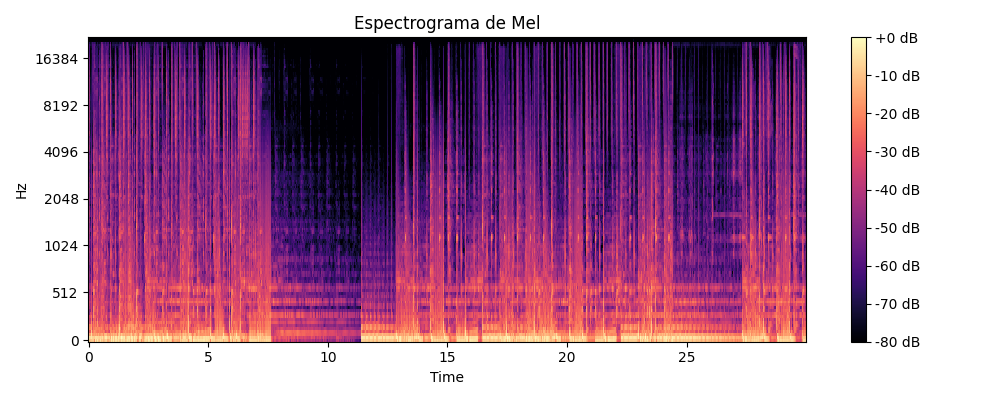 Espectrograma de Mel
Hz
16384
8192
4096
2048
1024
512
0
0 5 10 15 20 25
Time
+0 dB
-10 dB
-20 dB
-30 dB
-40 dB
-50 dB
-60 dB
-70 dB
-80 dB